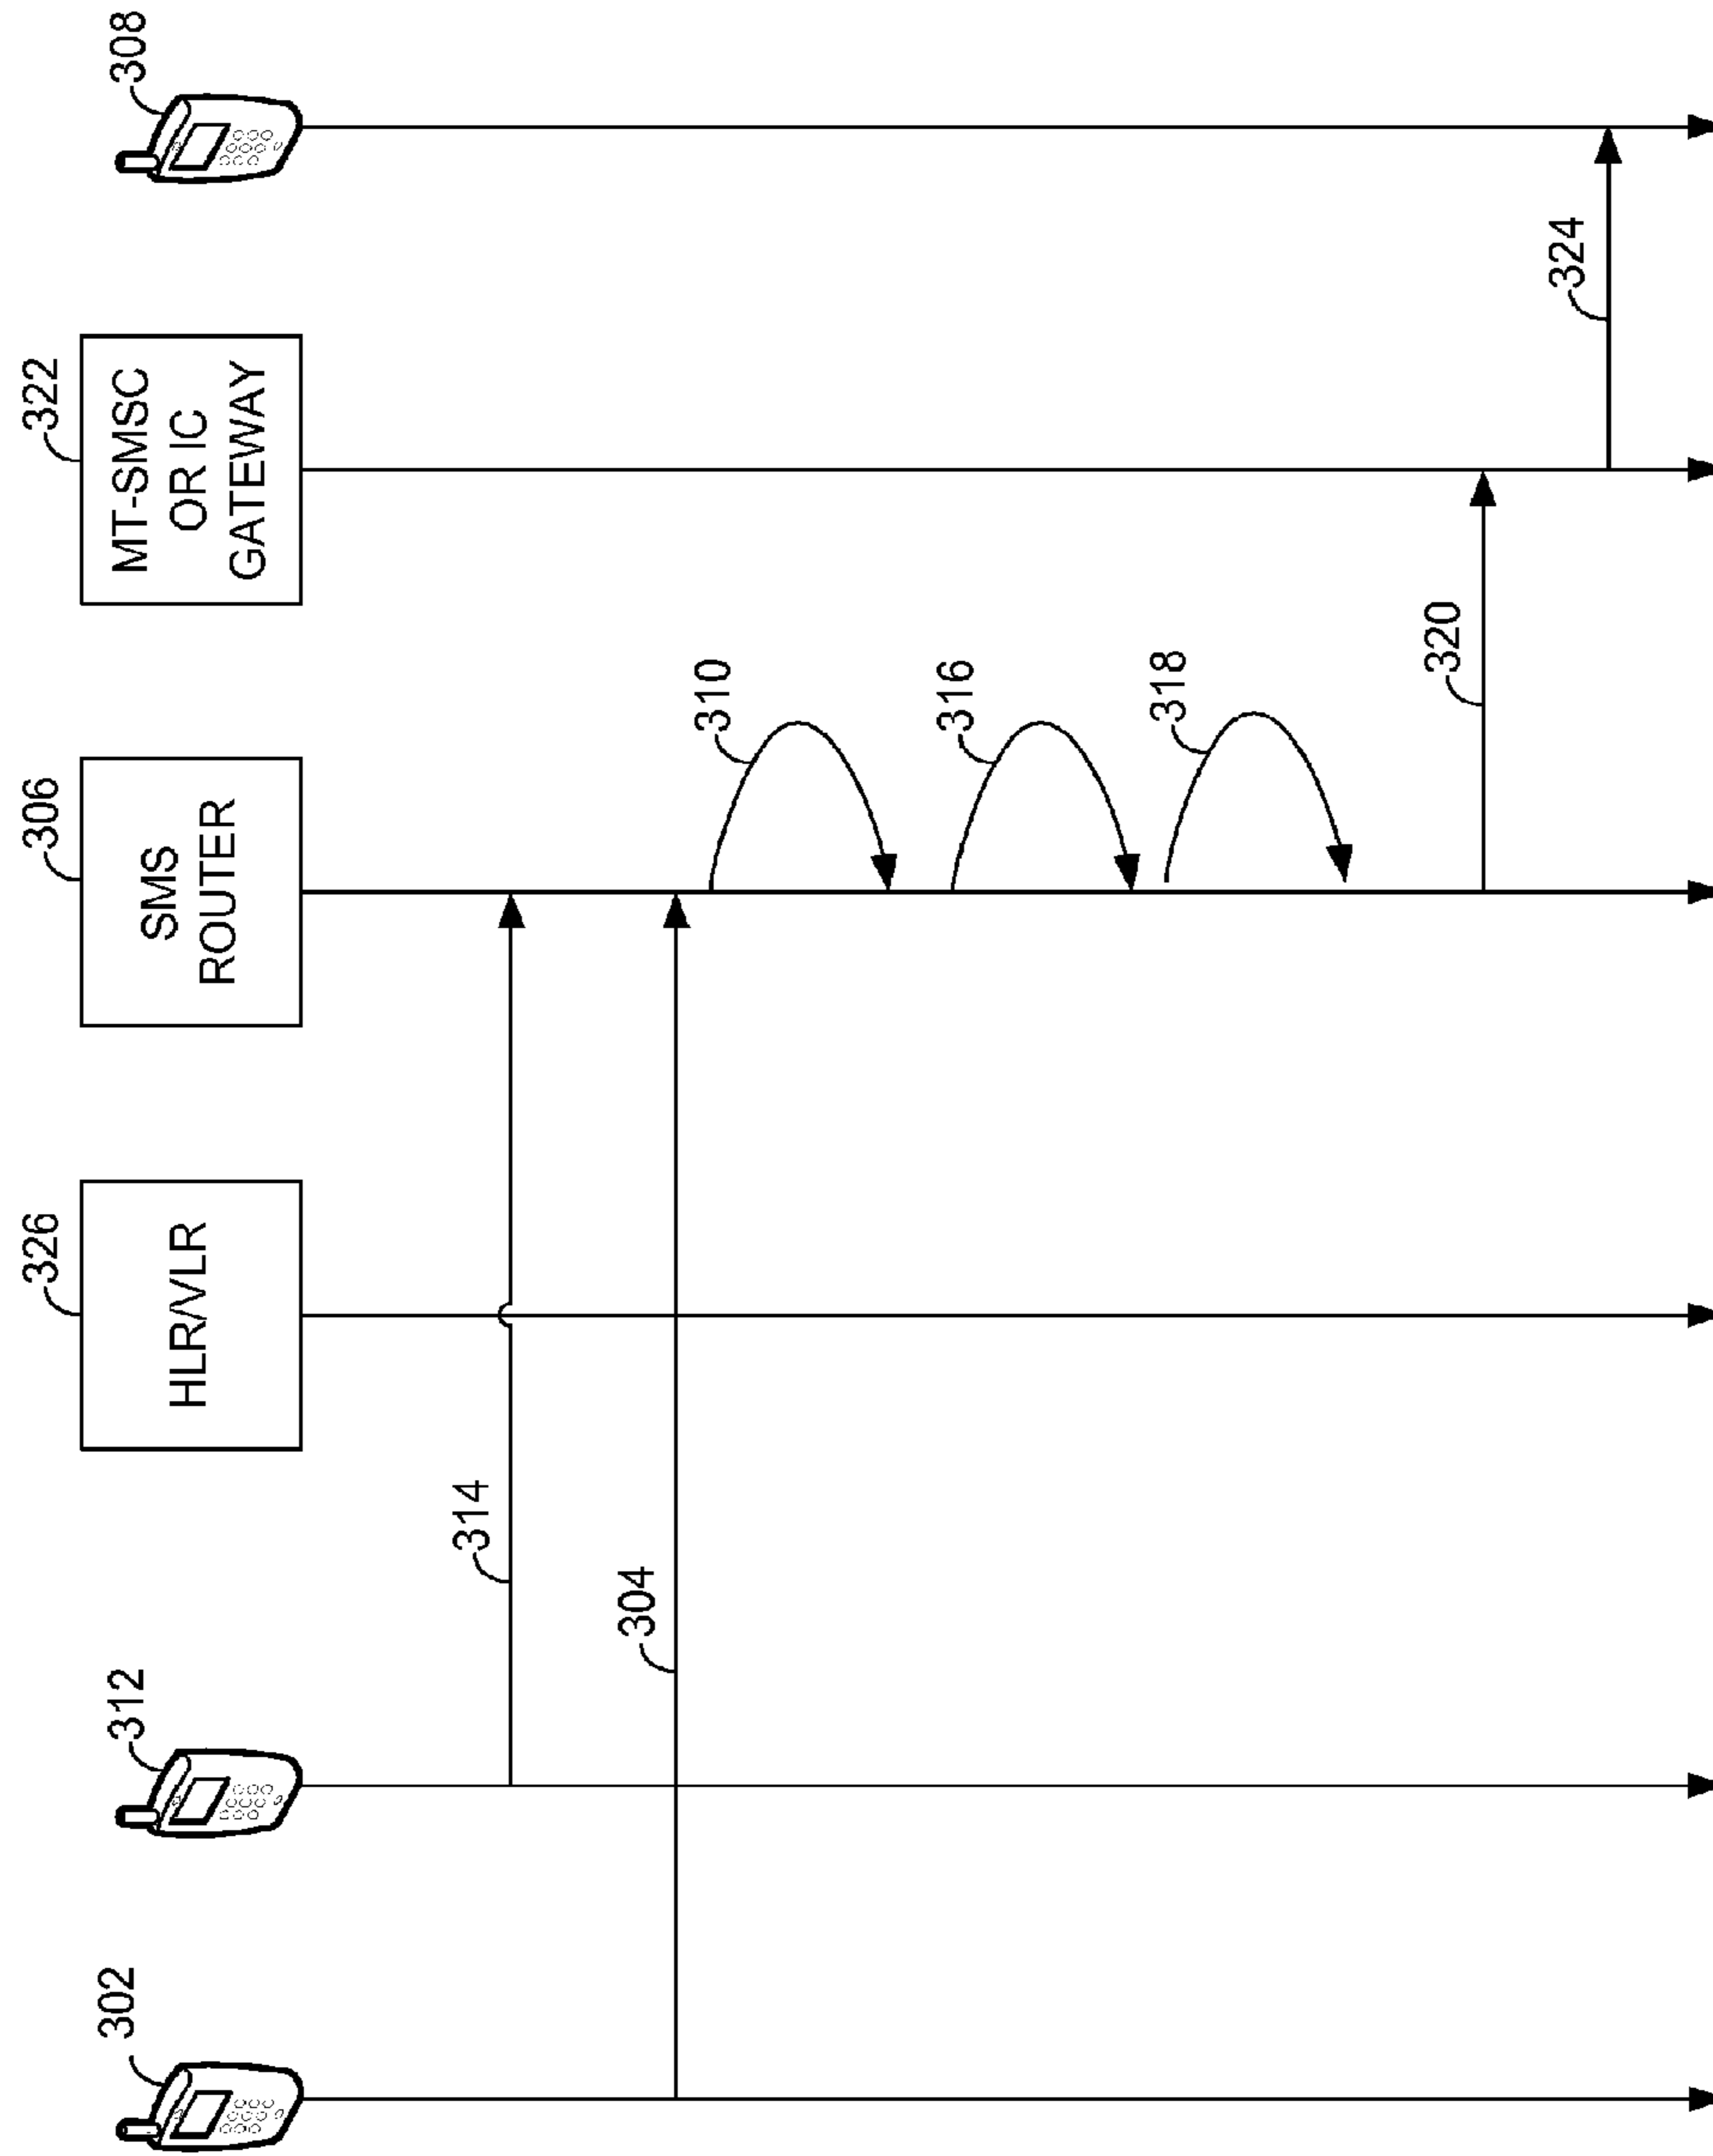 302
312
326
306
322
308
HLR/VLR
SMS
ROUTER
MT-SMSC
OR IC
GATEWAY
314
304
310
316
318
320
324